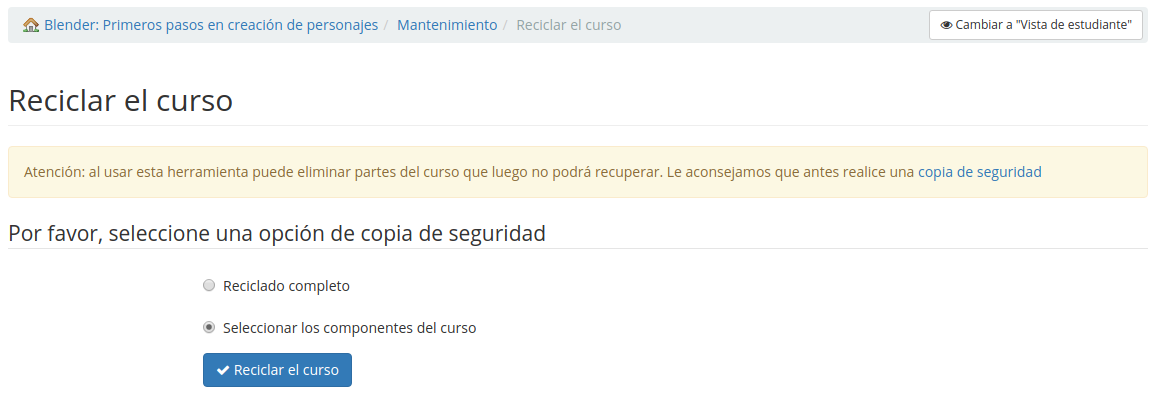 Blender: Primeros pasos en creación de personajes / Mantenimiento / Reciclar el curso
Cambiar a "Vista de estudiante"
Reciclar el curso
Atención: al usar esta herramienta puede eliminar partes del curso que luego no podrá recuperar. Le aconsejamos que antes realice una copia de seguridad
Por favor, seleccione una opción de copia de seguridad
Reciclado completo
Seleccionar los componentes del curso
Reciclar el curso